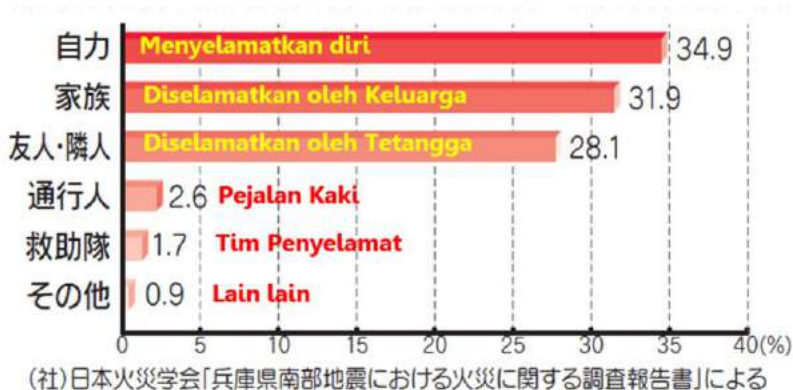 自力 Menyelamatkan diri 34.9
家族 Diselamatkan oleh Keluarga 31.9
友人・隣人 Diselamatkan oleh Tetangga 28.1
通行人 2.6 Pejalan Kaki
救助隊 1.7 Tim Penyelamat
その他 0.9 Lain lain
0 5 10 15 20 25 30 35 40(%)
(社)日本火災学会「兵庫県南部地震における火災に関する調査報告書」による